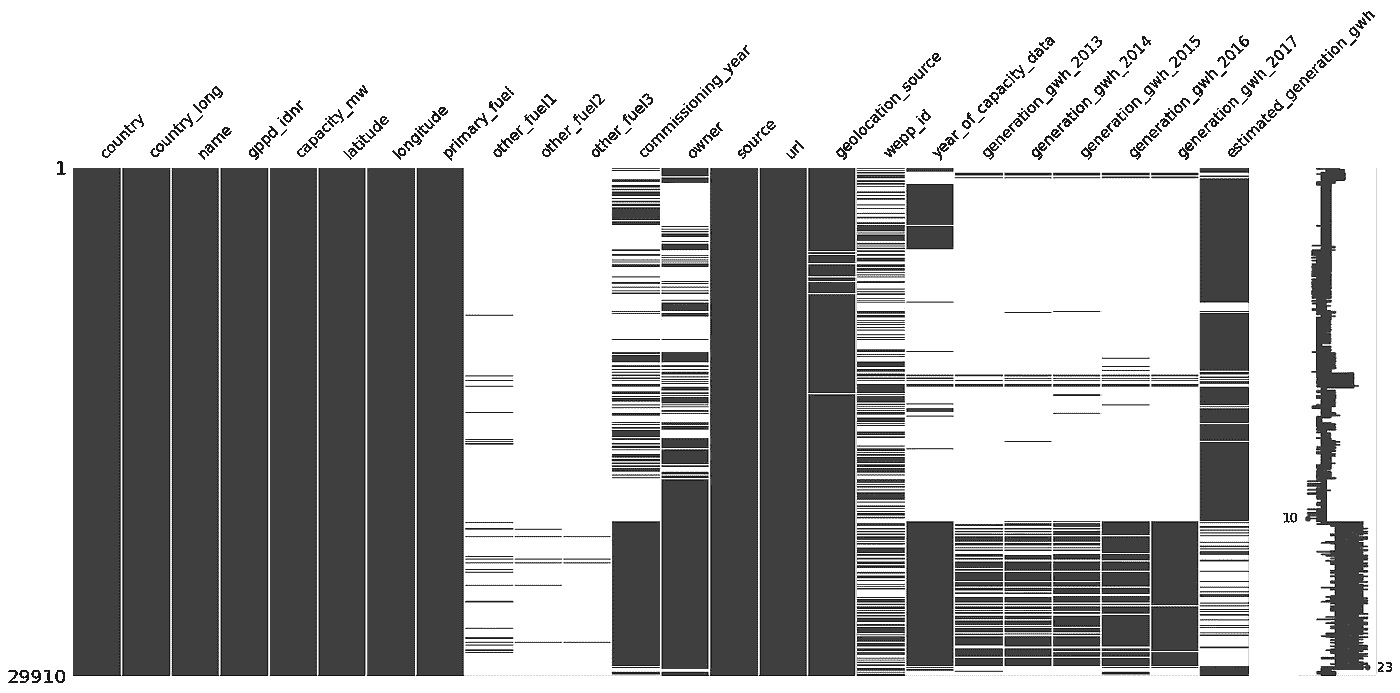 country
country_long
name
gppd_idnr
capacity_mw
latitude
longitude
primary_fuel
other_fuel1
other_fuel2
other_fuel3
commissioning_year
owner
source
url
geolocation_source
wepp_id
year_of_capacity_data
generation_gwh_2013
generation_gwh_2014
generation_gwh_2015
generation_gwh_2016
generation_gwh_2017
estimated_generation_gwh
1
10
23
29910